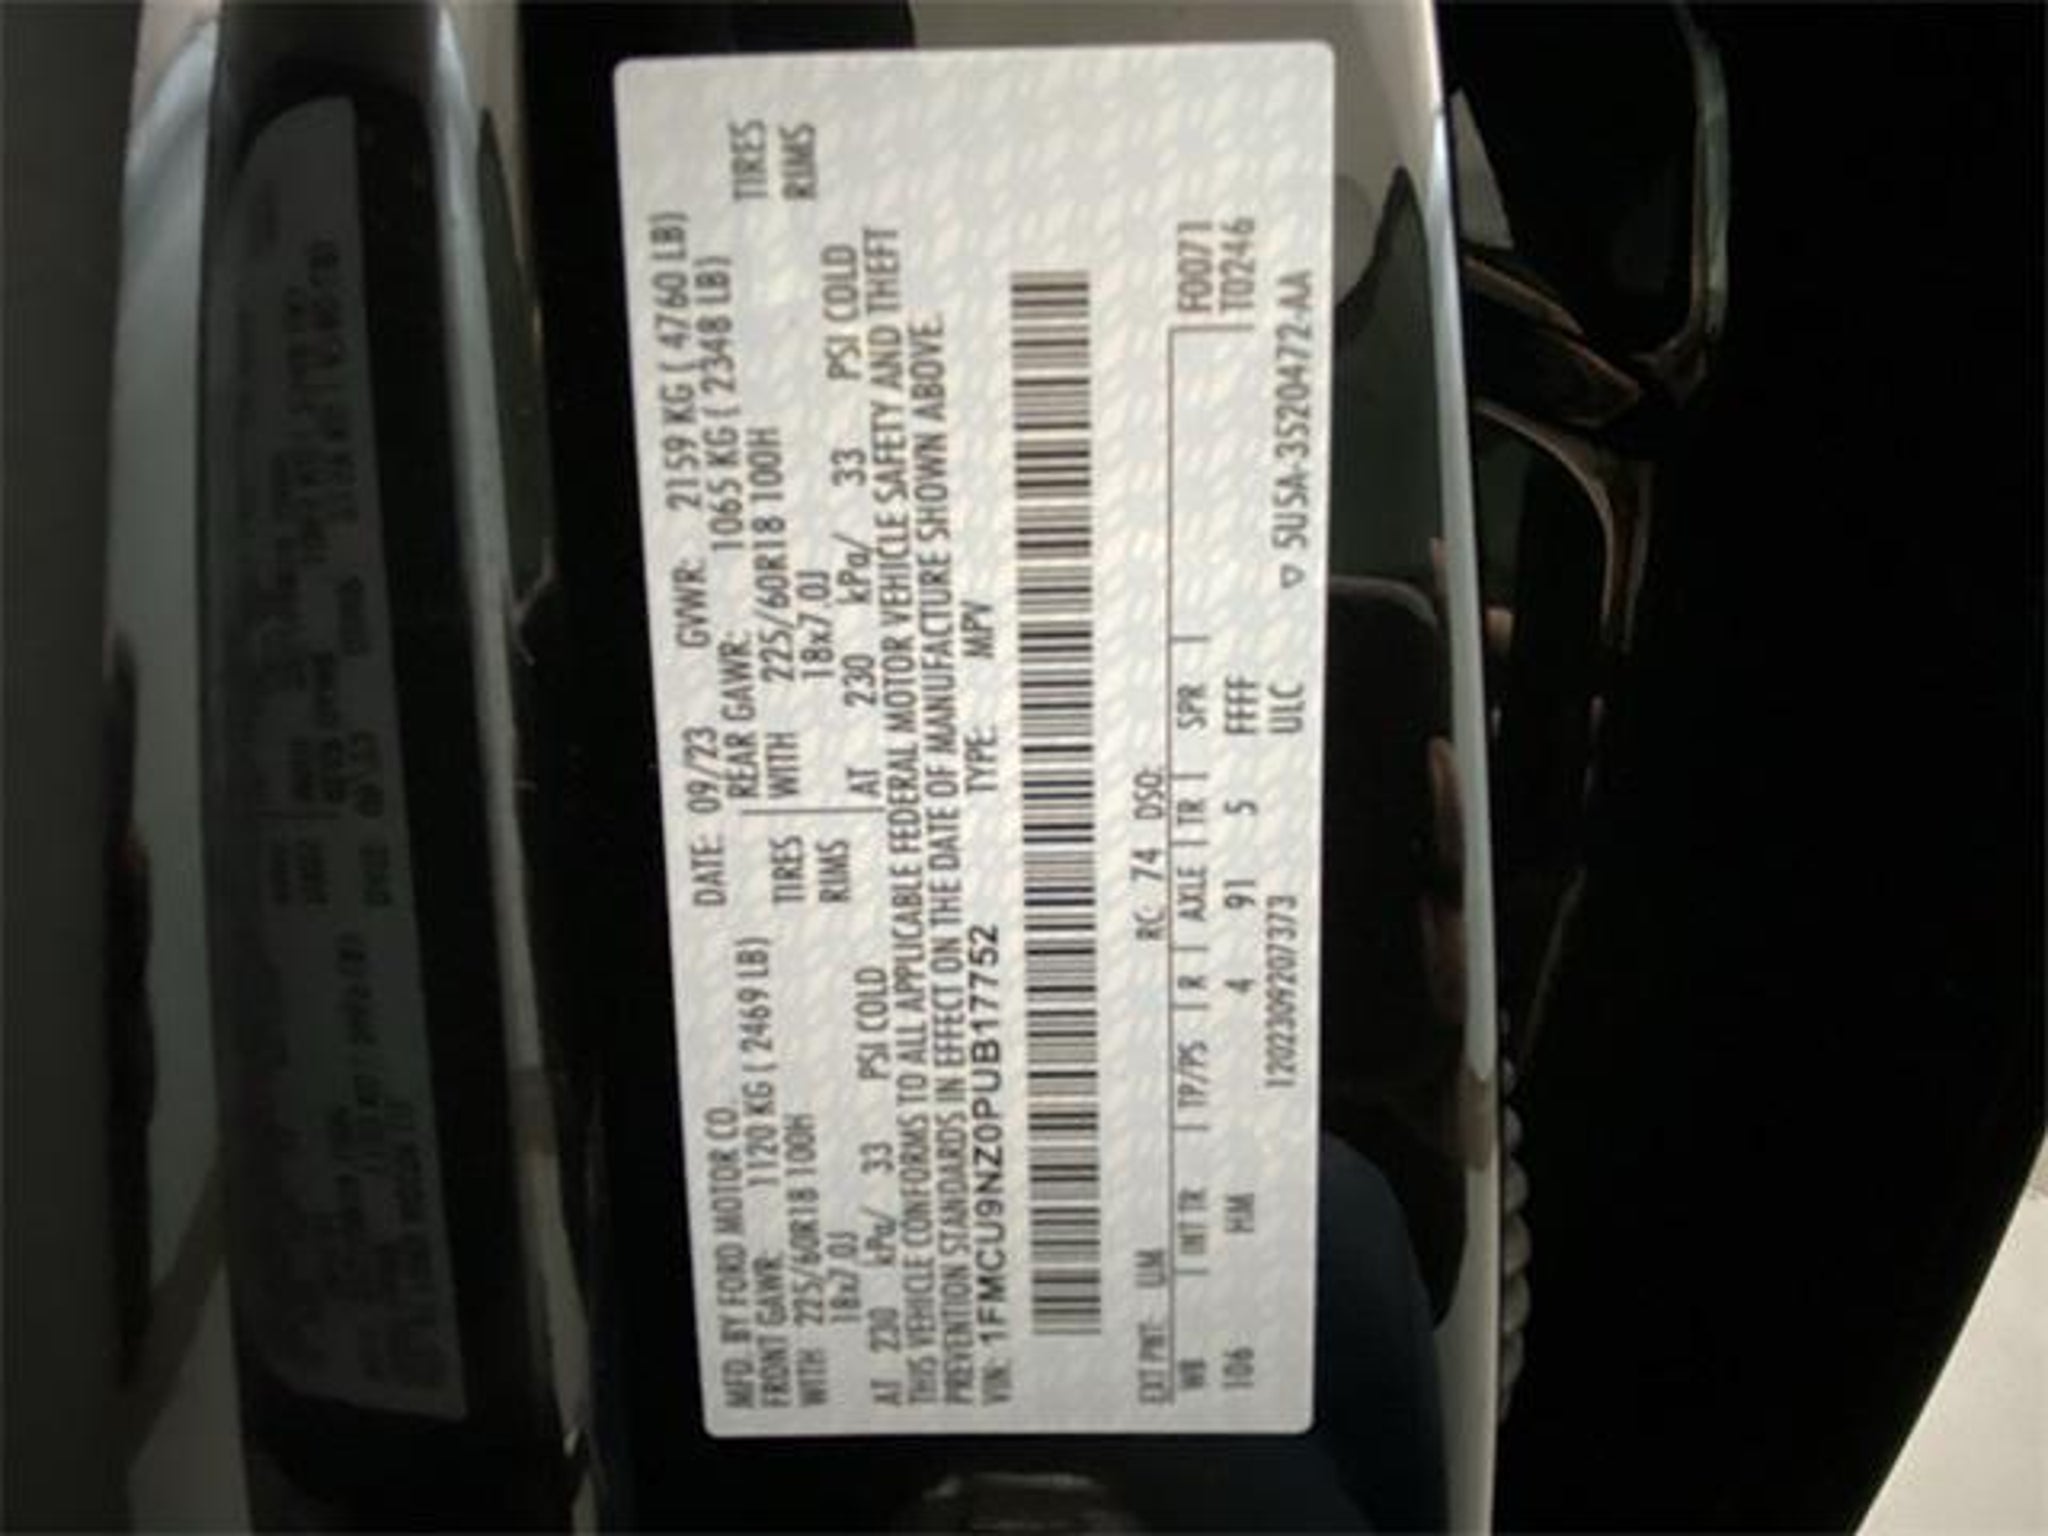 MFD. BY FORD MOTOR CO DATE: 09/23 GVWR: 2159 KG ( 4760 LB)
FRONT GAWR: 1120 KG ( 2469 LB) REAR GAWR: 1065 KG ( 2348 LB)
WITH 225/60R18 100H TIRES WITH 225/60R18 100H TIRES
18x7.0J RIMS 18x7.0J RIMS
AT 230 kPa/ 33 PSI COLD AT 230 kPa/ 33 PSI COLD
THIS VEHICLE CONFORMS TO ALL APPLICABLE FEDERAL MOTOR VEHICLE SAFETY AND THEFT
PREVENTION STANDARDS IN EFFECT ON THE DATE OF MANUFACTURE SHOWN ABOVE.
VIN: 1FMCU9NZ0PUB17752 TYPE: MPV
EXT PNT: UM RC: 74 DSO:
WB | INT TR | TP/PS | R | AXLE | TR | SPR | F0071
106 HM 4 91 5 FFFF T0246
1202309207373 ULC ▽ 5U5A-3520472-AA